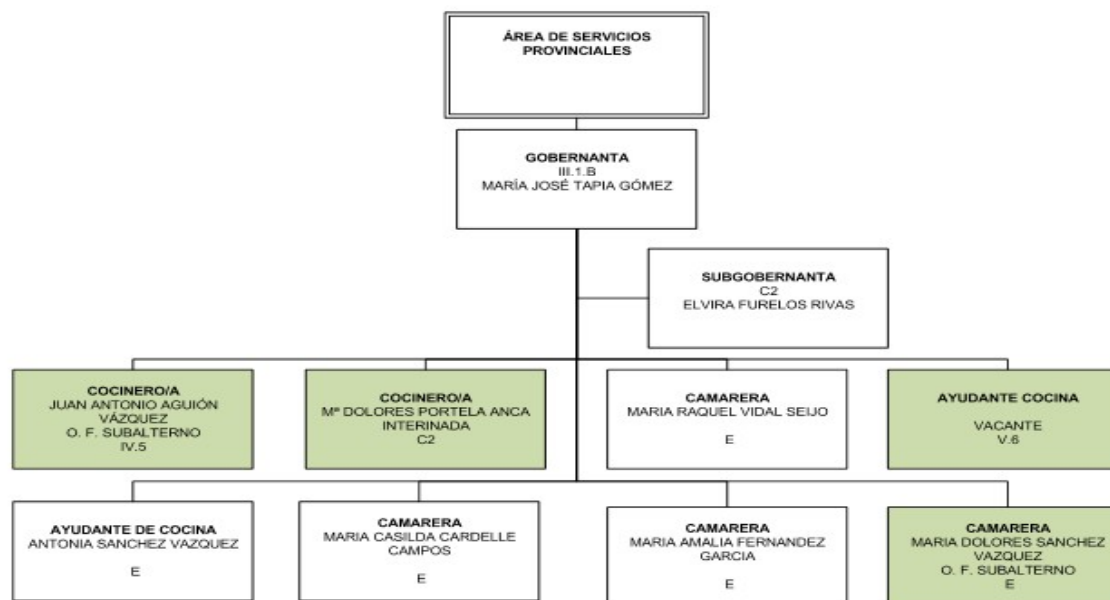 ÁREA DE SERVICIOS
PROVINCIALES
GOBERNANTA
III.1.B
MARÍA JOSÉ TAPIA GÓMEZ
SUBGOBERNANTA
C2
ELVIRA FURELOS RIVAS
COCINERO/A
JUAN ANTONIO AGUIÓN
VÁZQUEZ
O. F. SUBALTERNO
IV.5
COCINERO/A
Mª DOLORES PORTELA ANCA
INTERINADA
C2
CAMARERA
MARIA RAQUEL VIDAL SEIJO
E
AYUDANTE COCINA
VACANTE
V.6
AYUDANTE DE COCINA
ANTONIA SANCHEZ VAZQUEZ
E
CAMARERA
MARIA CASILDA CARDELLE
CAMPOS
E
CAMARERA
MARIA AMALIA FERNANDEZ
GARCIA
E
CAMARERA
MARIA DOLORES SANCHEZ
VAZQUEZ
O. F. SUBALTERNO
E